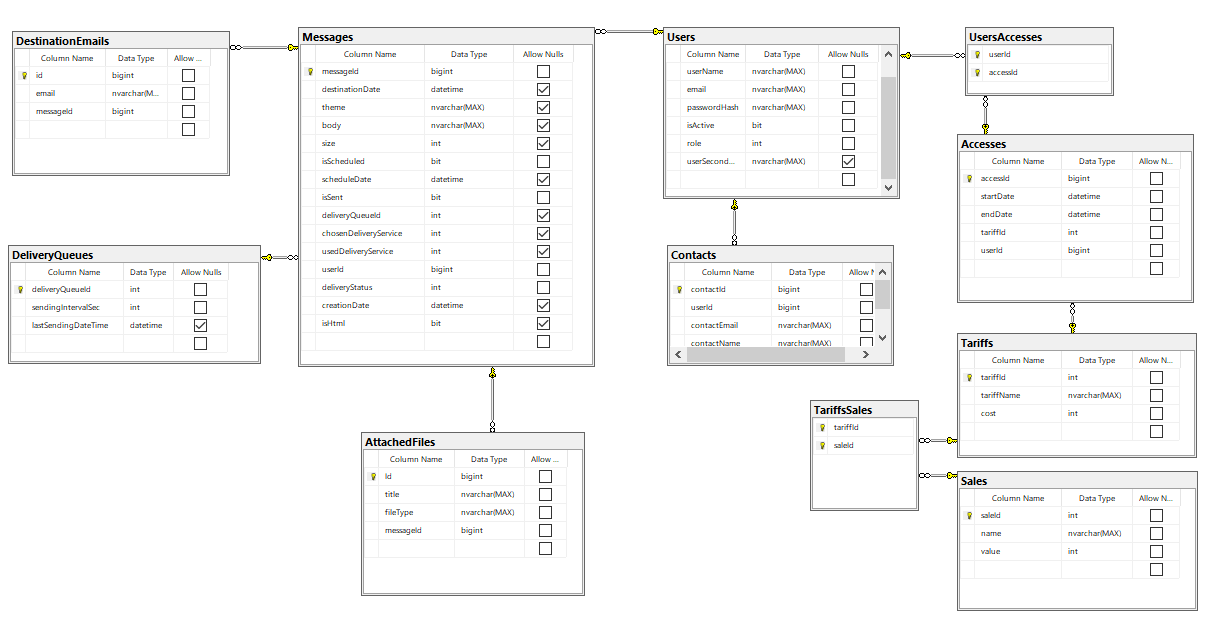 DestinationEmails
Column Name Data Type Allow ...
id bigint
email nvarchar(M...
messageId bigint
Messages
Column Name Data Type Allow Nulls
messageId bigint
destinationDate datetime
theme nvarchar(MAX)
body nvarchar(MAX)
size int
isScheduled bit
scheduleDate datetime
isSent bit
deliveryQueueId int
chosenDeliveryService int
usedDeliveryService int
userId bigint
deliveryStatus int
creationDate datetime
isHtml bit
Users
Column Name Data Type Allow Nulls
userName nvarchar(MAX)
email nvarchar(MAX)
passwordHash nvarchar(MAX)
isActive bit
role int
userSecond... nvarchar(MAX)
UsersAccesses
userId
accessId
Accesses
Column Name Data Type Allow N...
accessId bigint
startDate datetime
endDate datetime
tariffId int
userId bigint
DeliveryQueues
Column Name Data Type Allow Nulls
deliveryQueueId int
sendingIntervalSec int
lastSendingDateTime datetime
Contacts
Column Name Data Type Allow N
contactId bigint
userId bigint
contactEmail nvarchar(MAX)
contactName nvarchar(MAX)
Tariffs
Column Name Data Type Allow N...
tariffId int
tariffName nvarchar(MAX)
cost int
TariffsSales
tariffId
saleId
AttachedFiles
Column Name Data Type Allow ...
Id bigint
title nvarchar(MAX)
fileType nvarchar(MAX)
messageId bigint
Sales
Column Name Data Type Allow N...
saleId int
name nvarchar(MAX)
value int